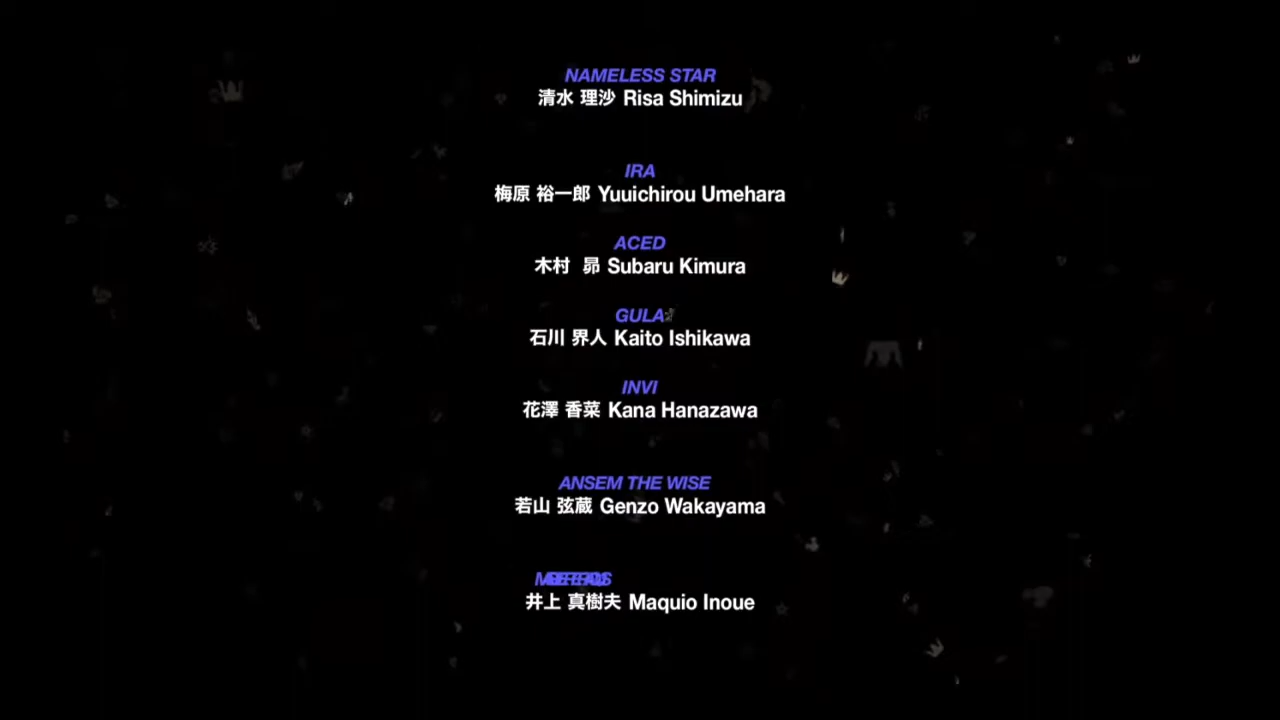 NAMELESS STAR
清水 理沙 Risa Shimizu
IRA
梅原 裕一郎 Yuuichirou Umehara
ACED
木村 昴 Subaru Kimura
GULA
石川 界人 Kaito Ishikawa
INVI
花澤 香菜 Kana Hanazawa
ANSEM THE WISE
若山 弦蔵 Genzo Wakayama
井上 真樹夫 Maquio Inoue